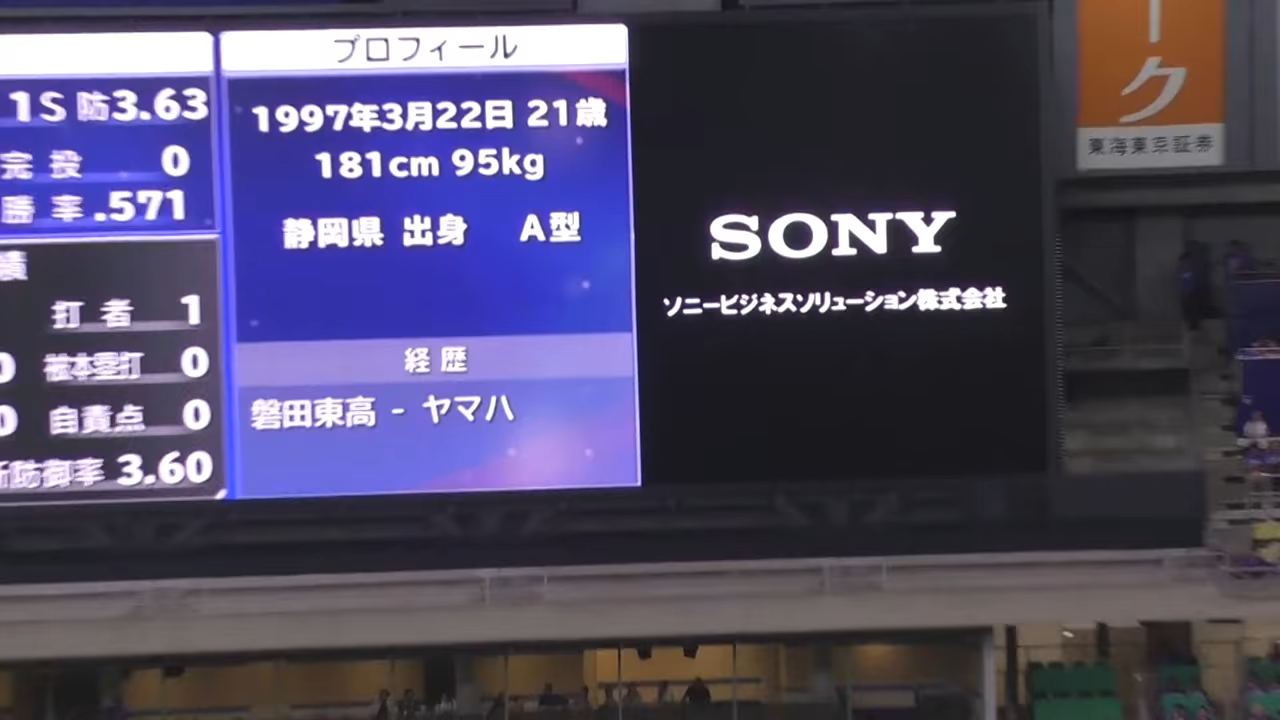 1S 防3.63
完投 0
勝率 .571
績
打者 1
0 被本塁打 0
0 自責点 0
防御率 3.60
プロフィール
1997年3月22日 21歳
181cm 95kg
静岡県 出身 A型
経歴
磐田東高 - ヤマハ
SONY
ソニービジネスソリューション株式会社
ーク
東海東京証券